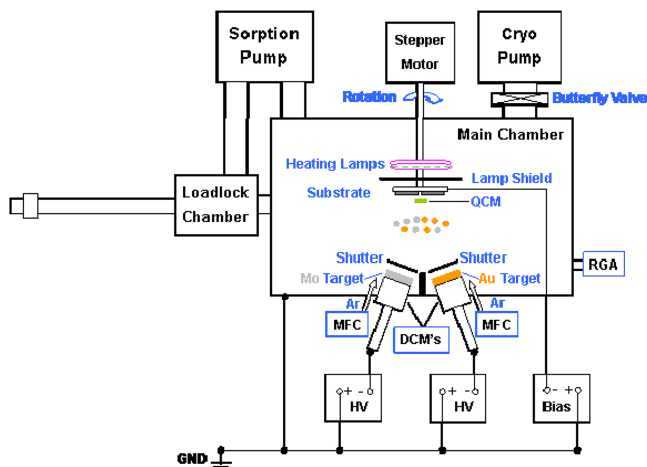 Sorption
Pump
Stepper
Motor
Cryo
Pump
Rotation
Butterfly Valve
Main Chamber
Heating Lamps
Lamp Shield
Loadlock
Chamber
Substrate
QCM
Shutter
Shutter
Mo Target
Au Target
RGA
Ar
Ar
MFC
DCM's
MFC
+ -
HV
+ -
HV
- +
Bias
GND